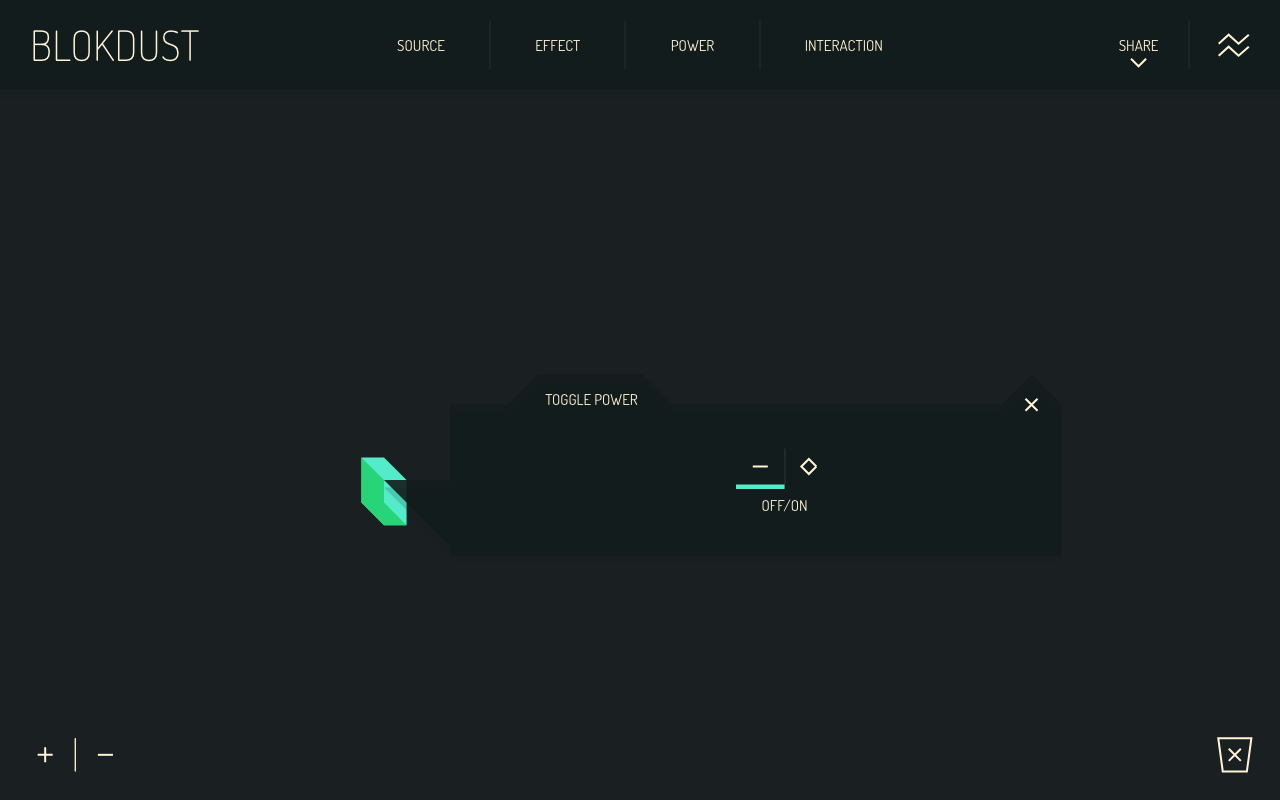 BLOKDUST
SOURCE
EFFECT
POWER
INTERACTION
SHARE
TOGGLE POWER
OFF/ON